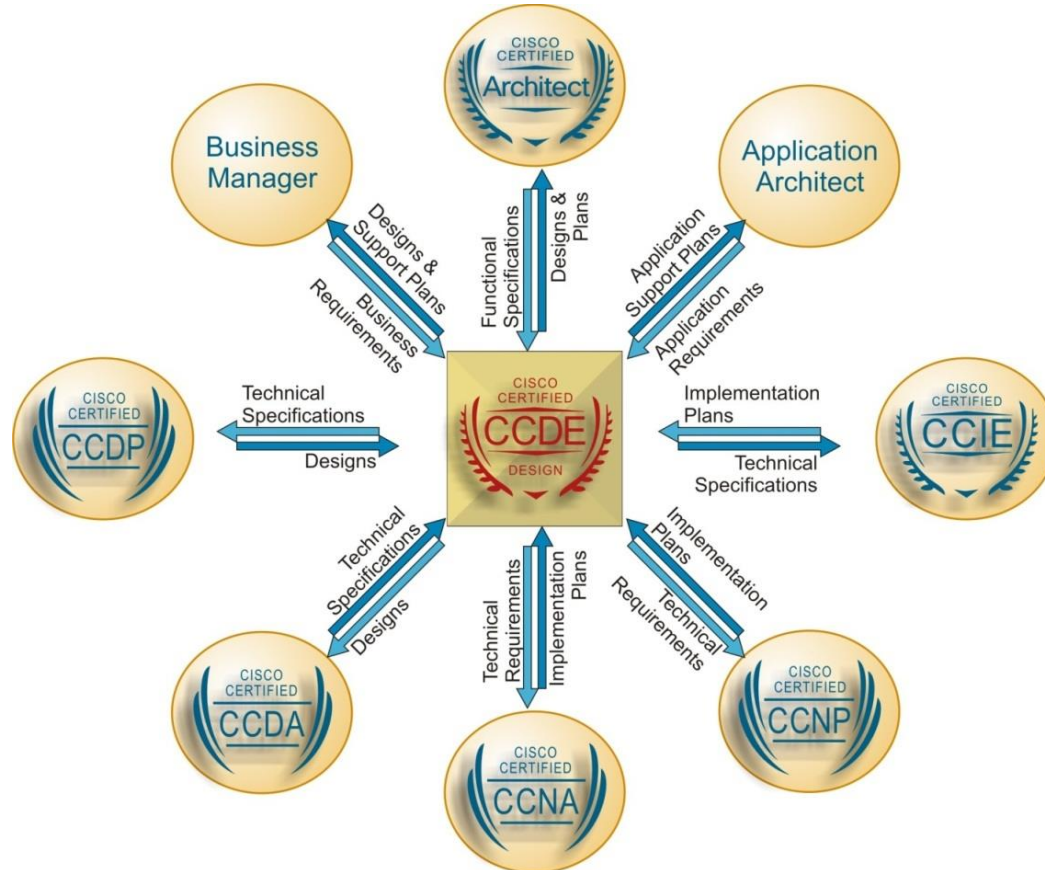 CISCO
CERTIFIED
Architect
Business
Manager
Application
Architect
Designs &
Support Plans
Business
Requirements
Functional
Specifications
Designs &
Plans
Application
Support Plans
Application
Requirements
CISCO
CERTIFIED
CCDP
Technical
Specifications
Designs
CISCO
CERTIFIED
CCDE
DESIGN
Implementation
Plans
Technical
Specifications
CISCO
CERTIFIED
CCIE
Technical
Specifications
Designs
Technical
Requirements
Implementation
Plans
Implementation
Plans
Technical
Requirements
CISCO
CERTIFIED
CCDA
CISCO
CERTIFIED
CCNA
CISCO
CERTIFIED
CCNP